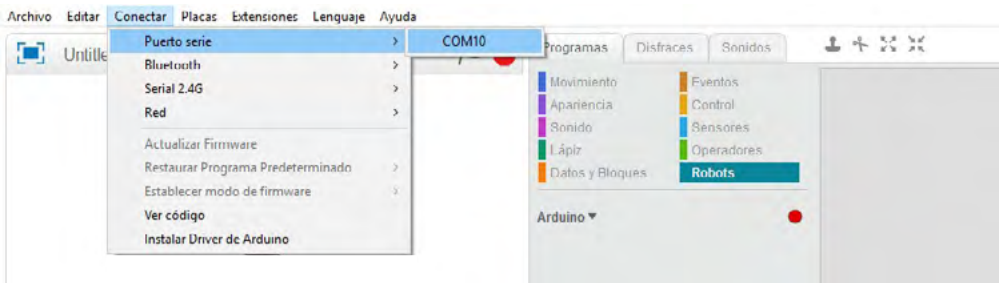 Archivo Editar Conectar Placas Extensiones Lenguaje Ayuda
Untitle
Puerto serie
COM10
Bluetooth
Serial 2.4G
Red
Actualizar Firmware
Restaurar Programa Predeterminado
Establecer modo de firmware
Ver código
Instalar Driver de Arduino
Programas Disfraces Sonidos
Movimiento Eventos
Apariencia Control
Sonido Sensores
Lápiz Operadores
Datos y Bloques Robots
Arduino